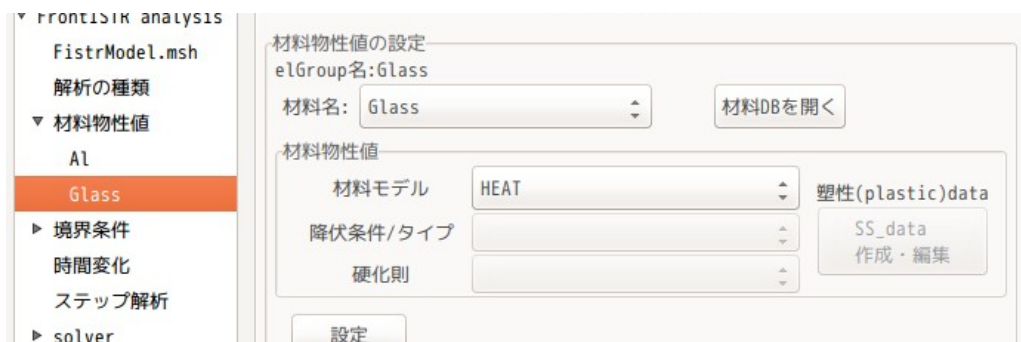 FrontISTR analysis
FistrModel.msh
解析の種類
材料物性値
Al
Glass
境界条件
時間変化
ステップ解析
solver
材料物性値の設定
elGroup名:Glass
材料名: Glass 材料DBを開く
材料物性値
材料モデル HEAT 塑性(plastic)data
降伏条件/タイプ SS_data
作成・編集
硬化則
設定